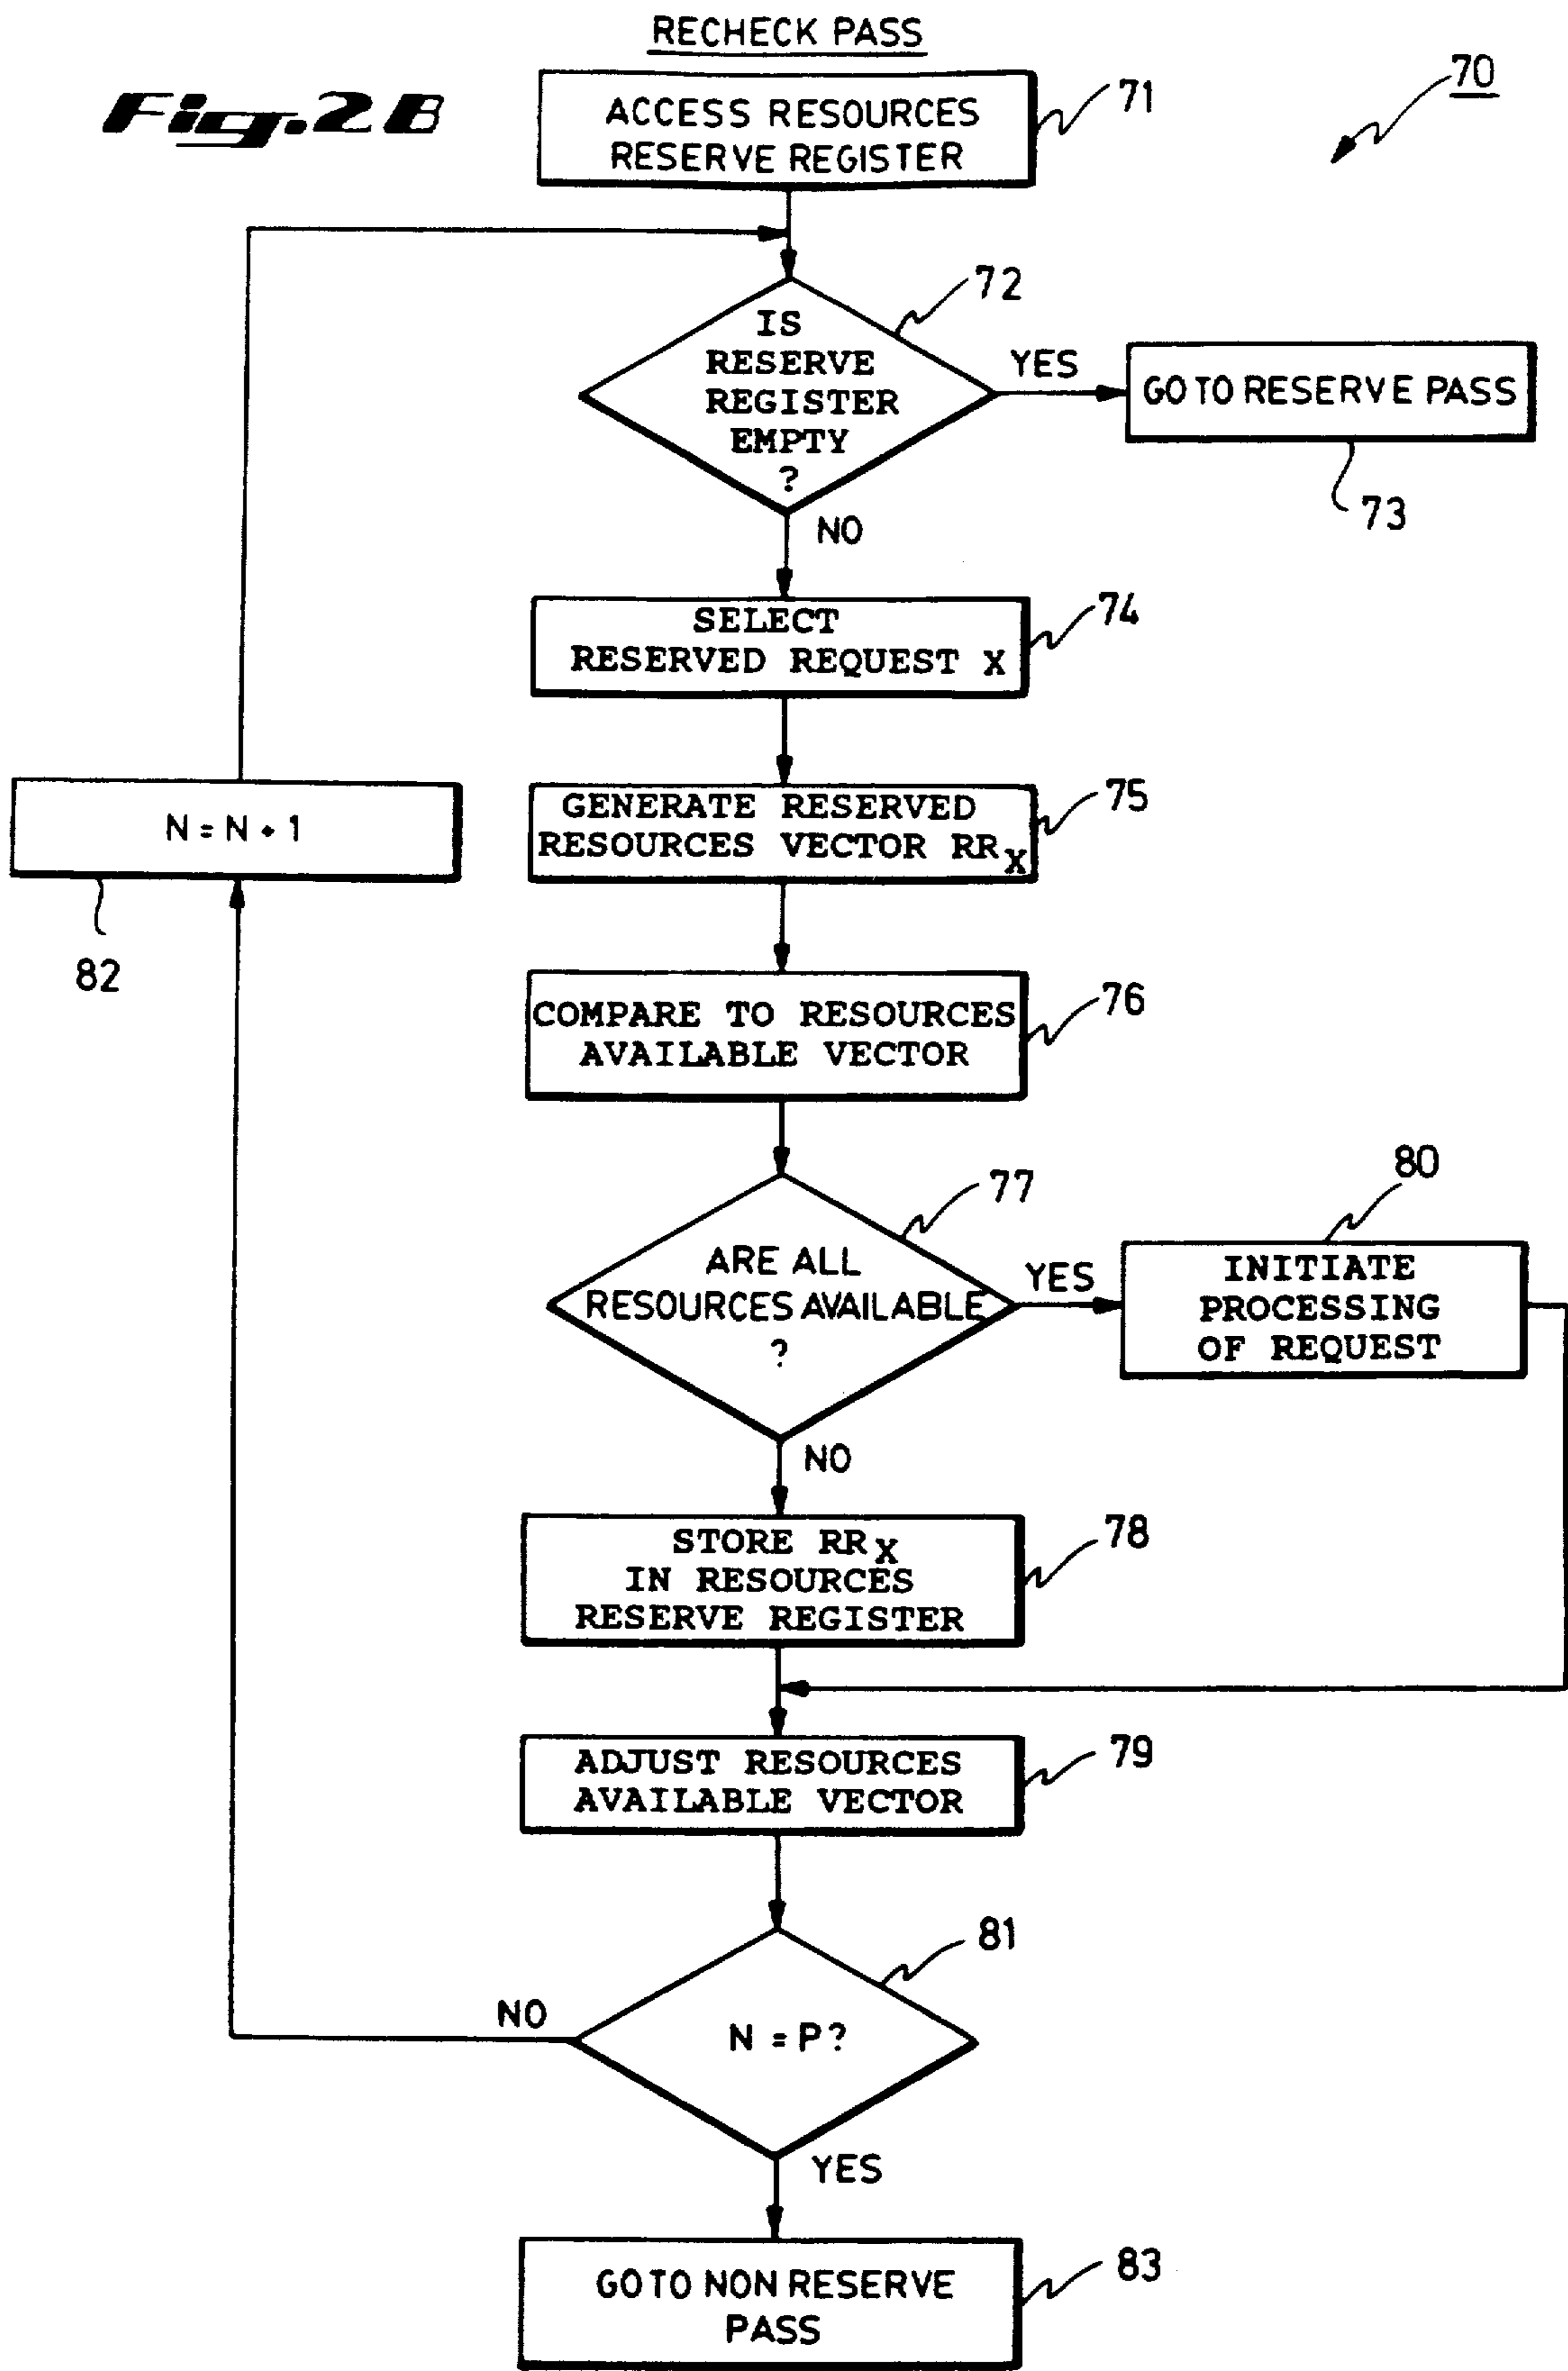 RECHECK PASS
Fig.2B
70
ACCESS RESOURCES
RESERVE REGISTER
71
IS
RESERVE
REGISTER
EMPTY
?
72
YES
GO TO RESERVE PASS
73
NO
SELECT
RESERVED REQUEST X
74
GENERATE RESERVED
RESOURCES VECTOR RRX
75
N = N + 1
82
COMPARE TO RESOURCES
AVAILABLE VECTOR
76
ARE ALL
RESOURCES AVAILABLE
?
77
YES
INITIATE
PROCESSING
OF REQUEST
80
NO
STORE RRX
IN RESOURCES
RESERVE REGISTER
78
ADJUST RESOURCES
AVAILABLE VECTOR
79
N = P?
81
NO
YES
GO TO NON RESERVE
PASS
83